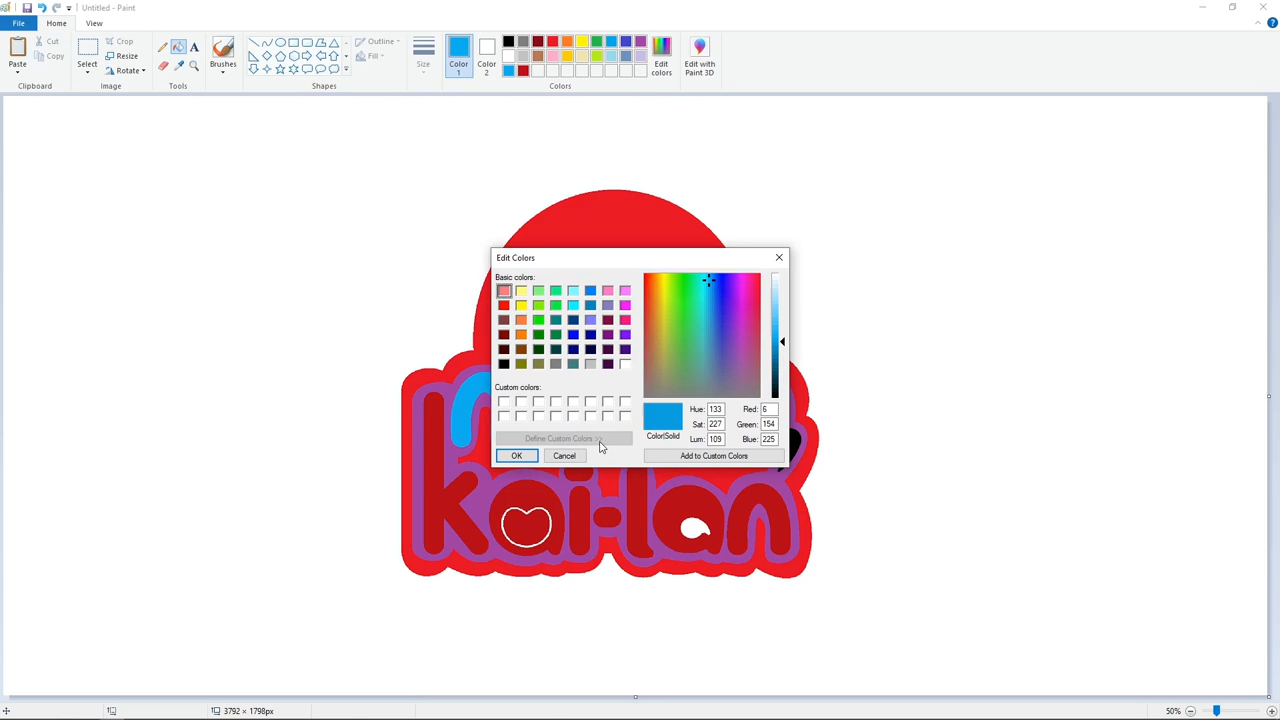 Untitled - Paint
File Home View
Paste
Cut
Copy
Clipboard
Select
Crop
Resize
Rotate
Image
A
Tools
Brushes
Shapes
Outline
Fill
Size
Color 1
Color 2
Colors
Edit colors
Edit with Paint 3D
Edit Colors
Basic colors:
Custom colors:
Define Custom Colors >>
OK Cancel
Color|Solid
Hue: 133 Red: 6
Sat: 227 Green: 154
Lum: 109 Blue: 225
Add to Custom Colors
kai-lan
3792 × 1798px
50%